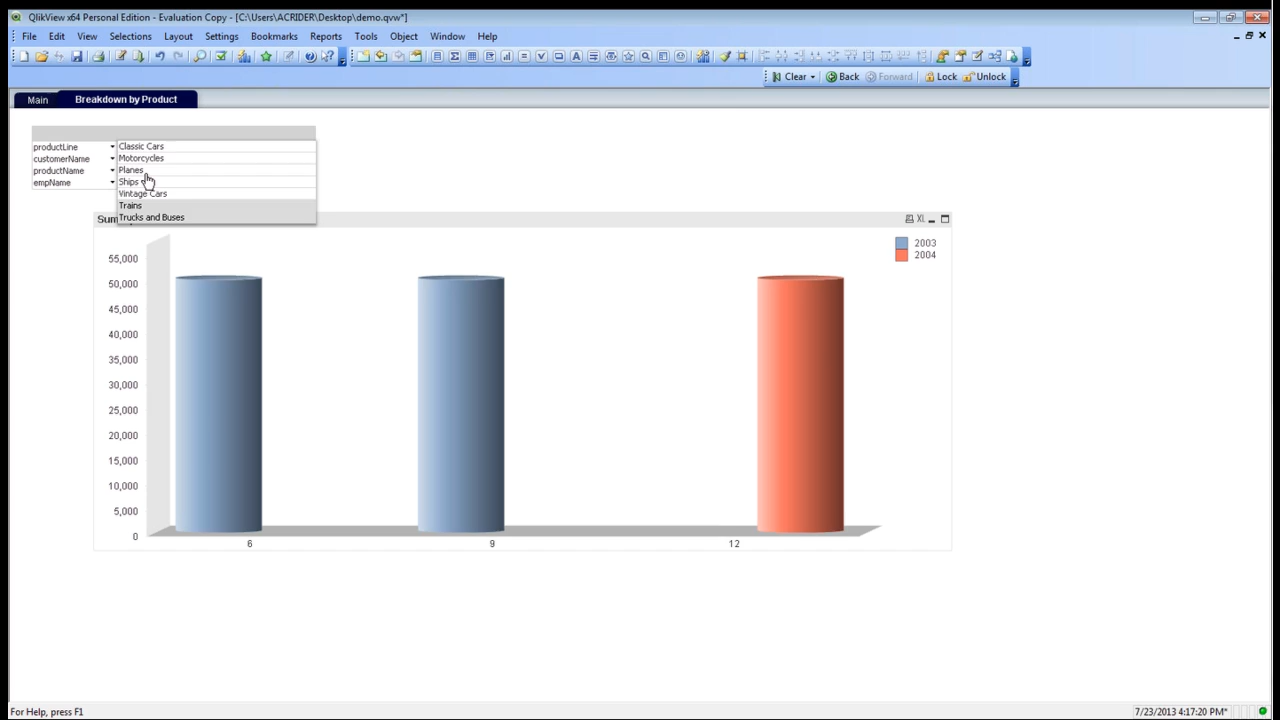 QlikView x64 Personal Edition - Evaluation Copy - [C:\Users\ACRIDER\Desktop\demo.qvw*]
File Edit View Selections Layout Settings Bookmarks Reports Tools Object Window Help
Clear Back Forward Lock Unlock
Main Breakdown by Product
productLine Classic Cars
customerName Motorcycles
productName Planes
empName Ships
Vintage Cars
Trains
Trucks and Buses
XL
2003
2004
55,000
50,000
45,000
40,000
35,000
30,000
25,000
20,000
15,000
10,000
5,000
0
6 9 12
For Help, press F1 7/23/2013 4:17:20 PM*